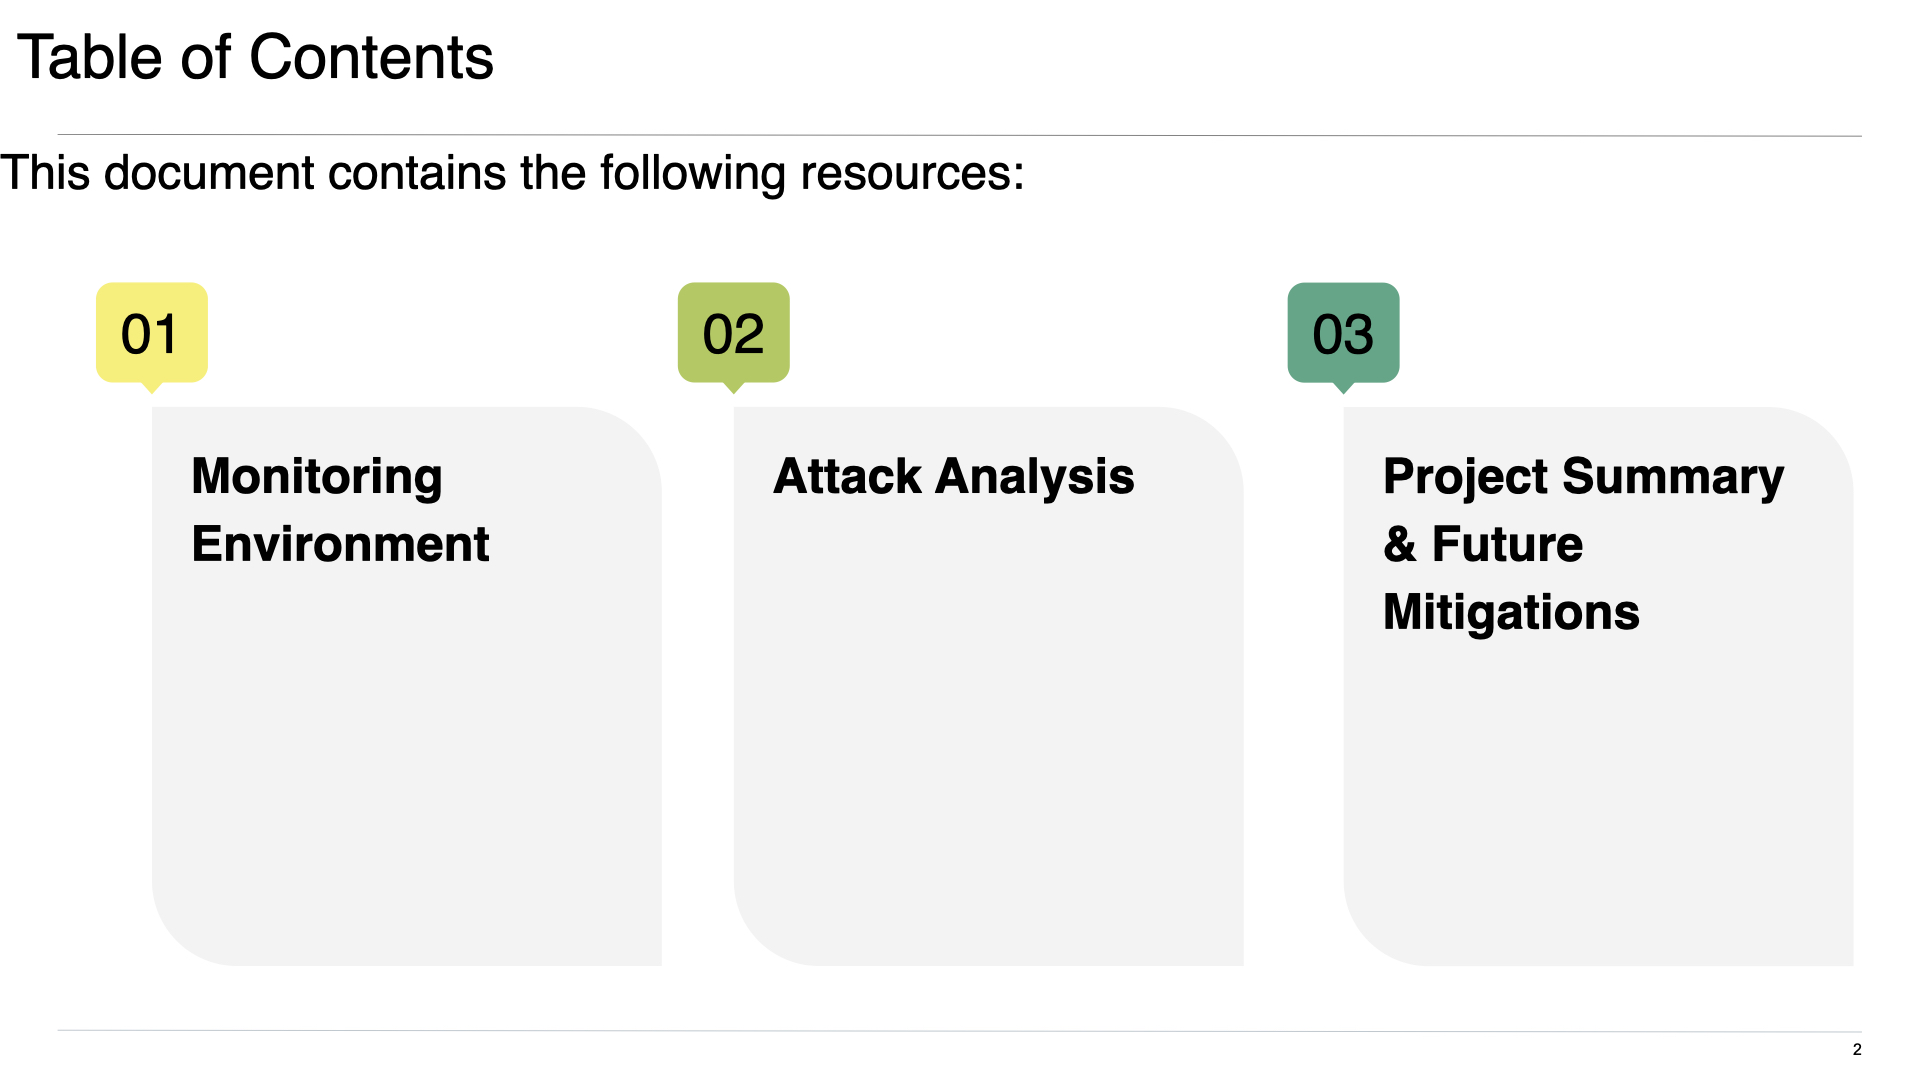 Table of Contents
This document contains the following resources:
01
Monitoring
Environment
02
Attack Analysis
03
Project Summary
& Future
Mitigations
2